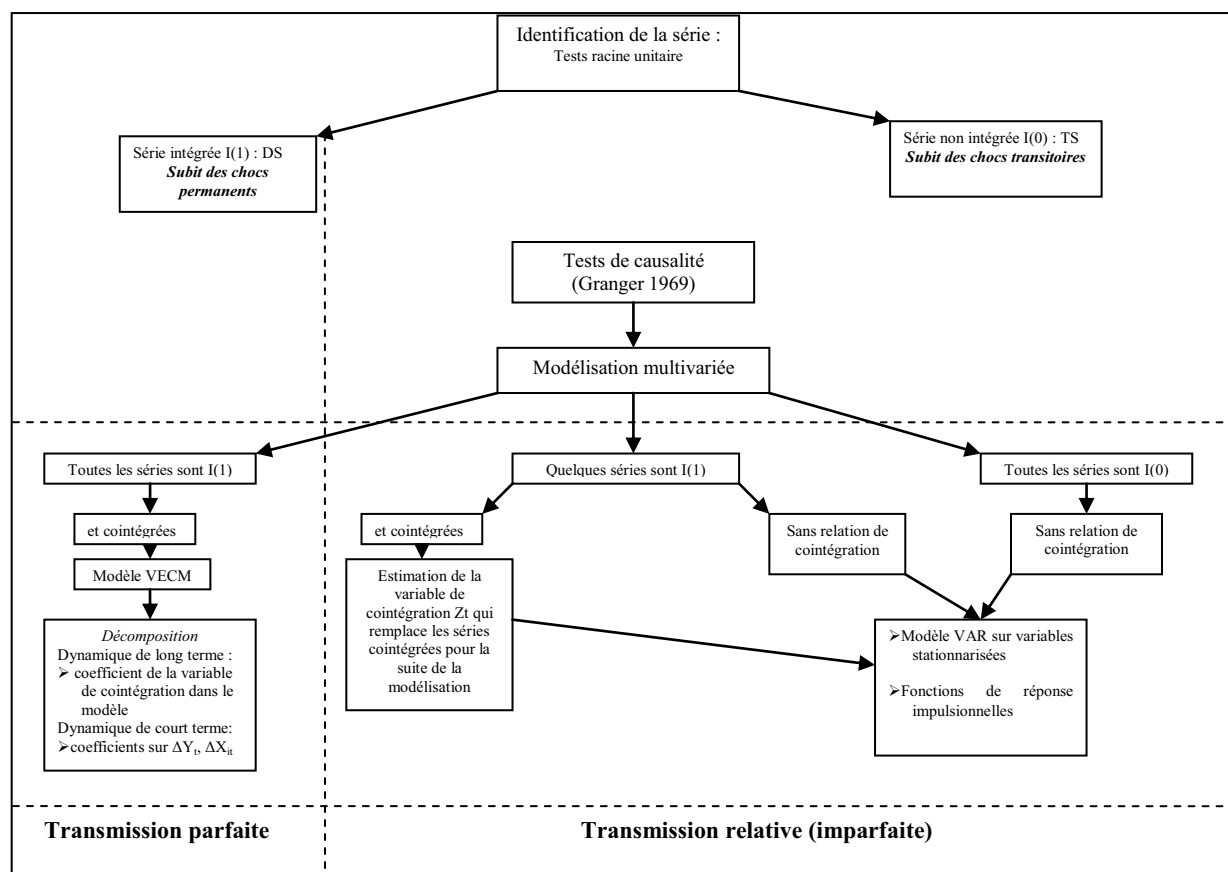 Identification de la série :
Tests racine unitaire
Série intégrée I(1) : DS
Subit des chocs
permanents
Série non intégrée I(0) : TS
Subit des chocs transitoires
Tests de causalité
(Granger 1969)
Modélisation multivariée
Toutes les séries sont I(1)
Quelques séries sont I(1)
Toutes les séries sont I(0)
et cointégrées
et cointégrées
Sans relation de
cointégration
Sans relation de
cointégration
Modèle VECM
Estimation de la
variable de
cointégration Zt qui
remplace les séries
cointégrées pour la
suite de la
modélisation
Décomposition
Dynamique de long terme :
➢ coefficient de la variable
de cointégration dans le
modèle
Dynamique de court terme:
➢coefficients sur ΔYt, ΔXit
➢Modèle VAR sur variables
stationnarisées
➢Fonctions de réponse
impulsionnelles
Transmission parfaite
Transmission relative (imparfaite)